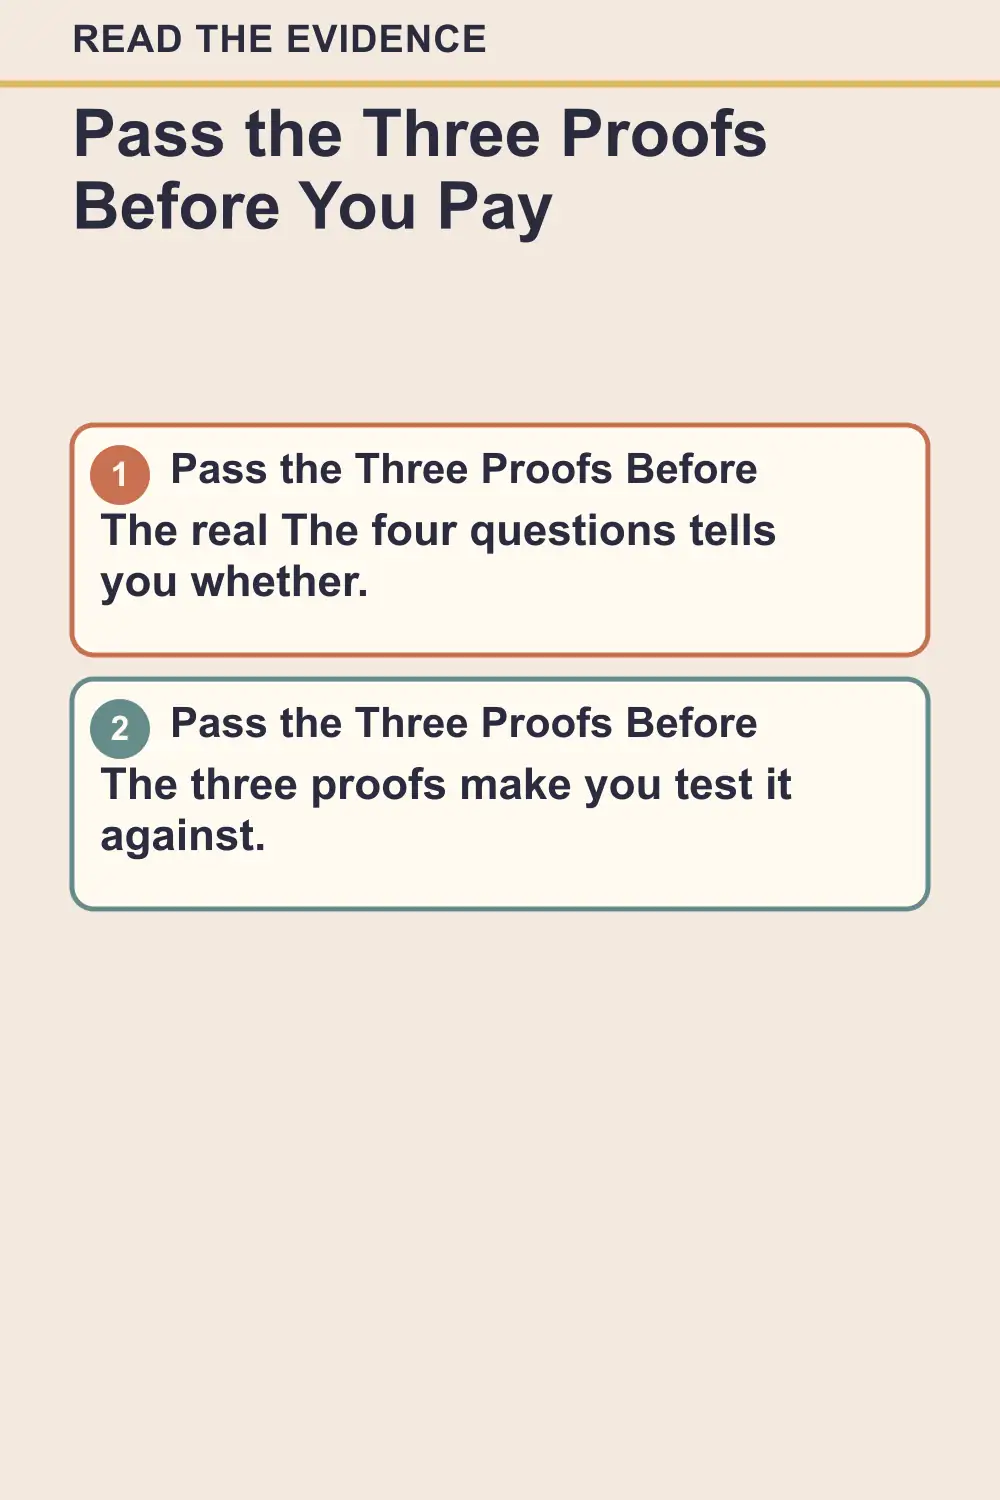 READ THE EVIDENCE
Pass the Three Proofs
Before You Pay
1 Pass the Three Proofs Before
The real The four questions tells
you whether.
2 Pass the Three Proofs Before
The three proofs make you test it
against.